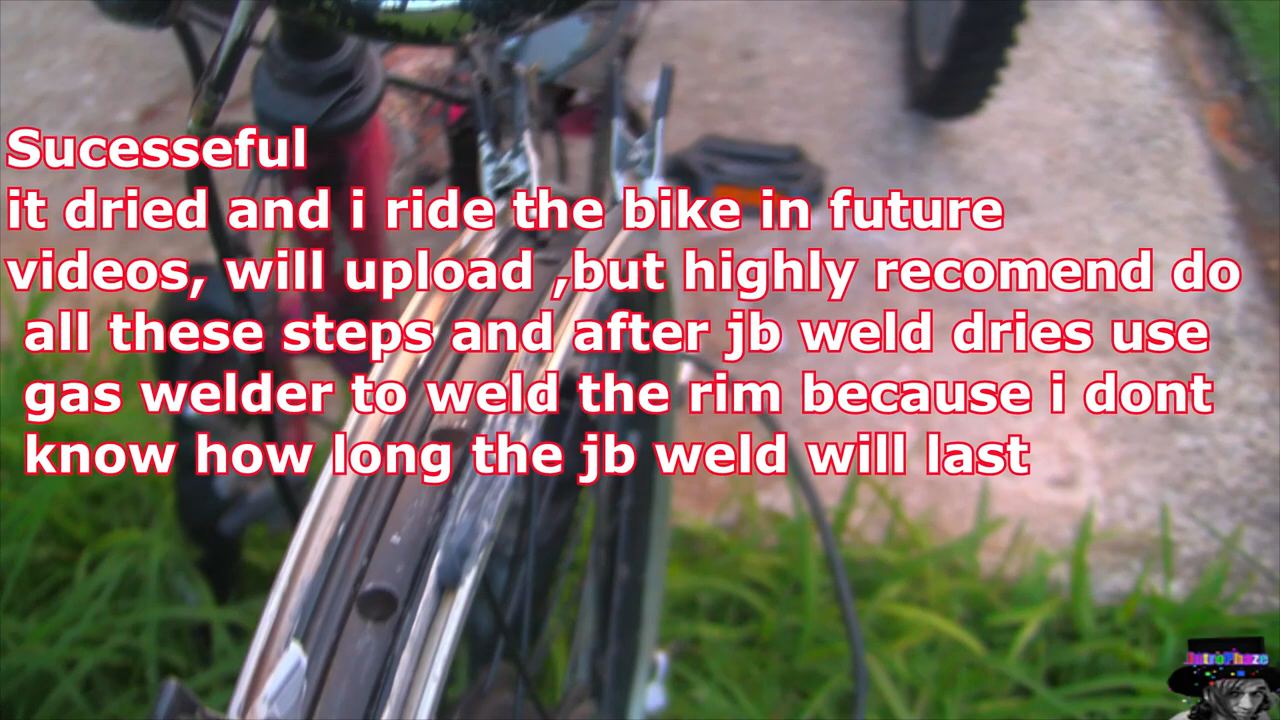 Sucesseful
it dried and i ride the bike in future
videos, will upload ,but highly recomend do
all these steps and after jb weld dries use
gas welder to weld the rim because i dont
know how long the jb weld will last
IntroPhaze